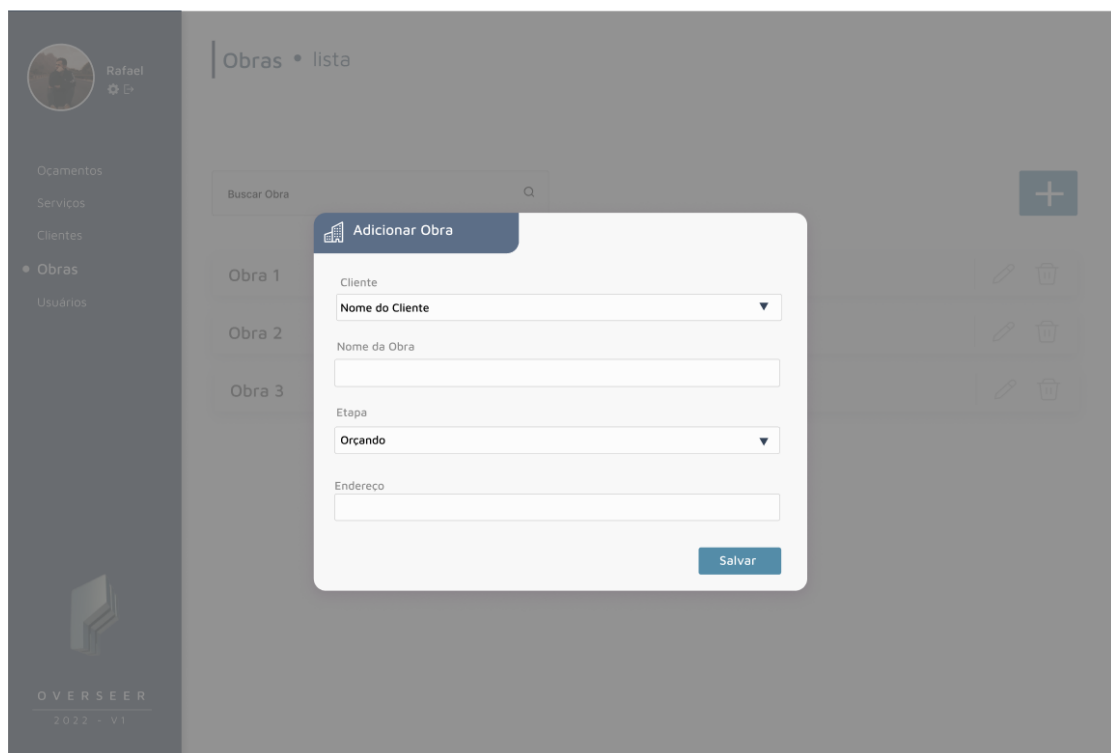 Rafael
Oçamentos
Servicos
Clientes
Obras
Usuários
OVERSEER
2022 - V1
Obras • lista
Buscar Obra
Obra 1
Obra 2
Obra 3
Adicionar Obra
Cliente
Nome do Cliente
Nome da Obra
Etapa
Orçando
Endereço
Salvar